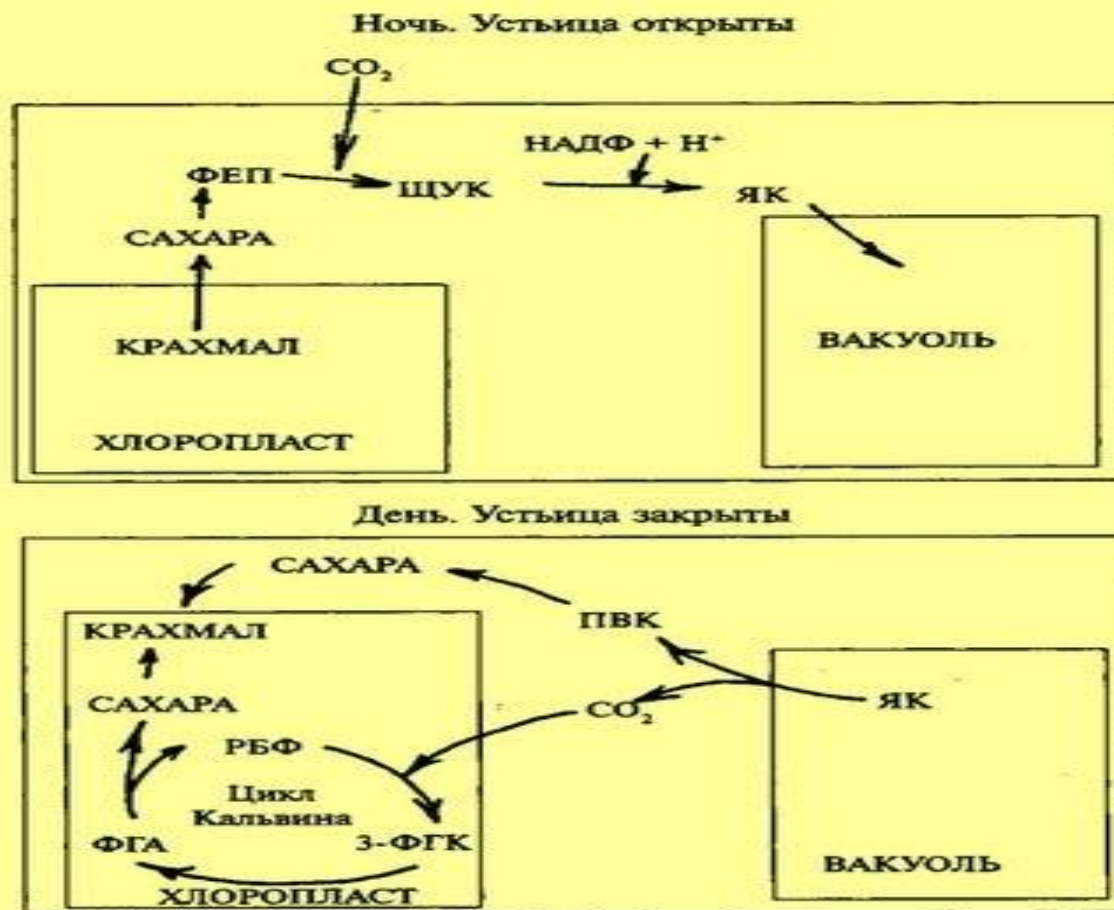 Ночь. Устьица открыты
CO₂
НАДФ + Н⁺
ФЕП
ЩУК
ЯК
САХАРА
КРАХМАЛ
ВАКУОЛЬ
ХЛОРОПЛАСТ
День. Устьица закрыты
САХАРА
ПВК
КРАХМАЛ
САХАРА
CO₂
ЯК
РБФ
Цикл
Кальвина
ФГА
3-ФГК
ВАКУОЛЬ
ХЛОРОПЛАСТ